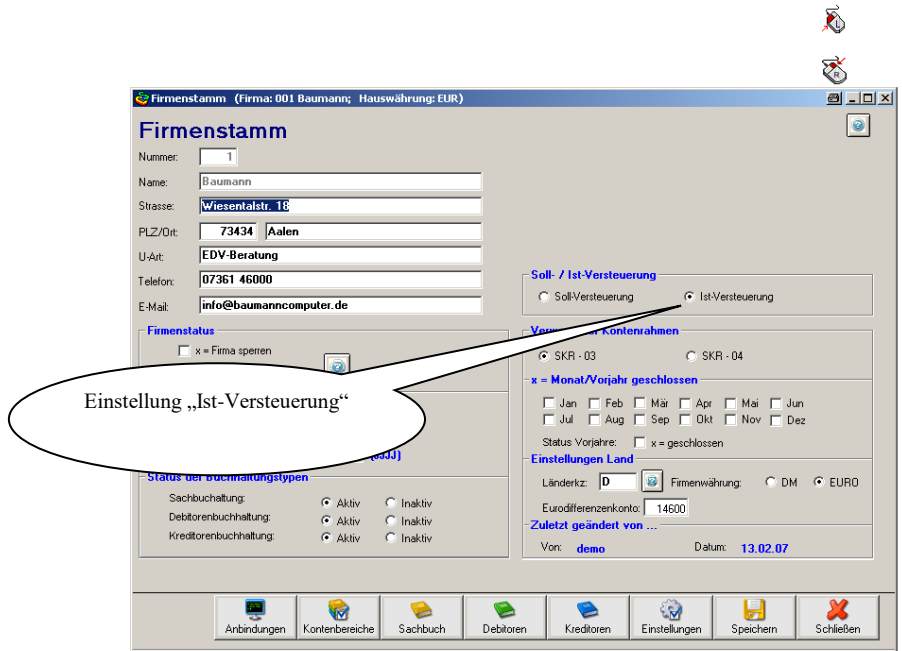 L
R
Firmenstamm (Firma: 001 Baumann; Hauswährung: EUR)
Firmenstamm
Nummer: 1
Name: Baumann
Strasse: Wiesentalstr. 18
PLZ/Ort: 73434 Aalen
U-Art: EDV-Beratung
Telefon: 07361 46000
E-Mail: info@baumanncomputer.de
Soll- / Ist-Versteuerung
Soll-Versteuerung Ist-Versteuerung
Firmenstatus
x = Firma sperren
Einstellung „Ist-Versteuerung“
Kontenrahmen
SKR - 03 SKR - 04
x = Monat/Vorjahr geschlossen
Jan Feb Mär Apr Mai Jun
Jul Aug Sep Okt Nov Dez
Status Vorjahre: x = geschlossen
Einstellungen Land
Länderkz: D Firmenwährung: DM EURO
Eurodifferenzenkonto: 14600
Zuletzt geändert von ...
Von: demo Datum: 13.02.07
Status der Buchhaltungstypen
Sachbuchaltung: Aktiv Inaktiv
Debitorenbuchhaltung: Aktiv Inaktiv
Kreditorenbuchhaltung: Aktiv Inaktiv
Anbindungen Kontenbereiche Sachbuch Debitoren Kreditoren Einstellungen Speichern Schließen